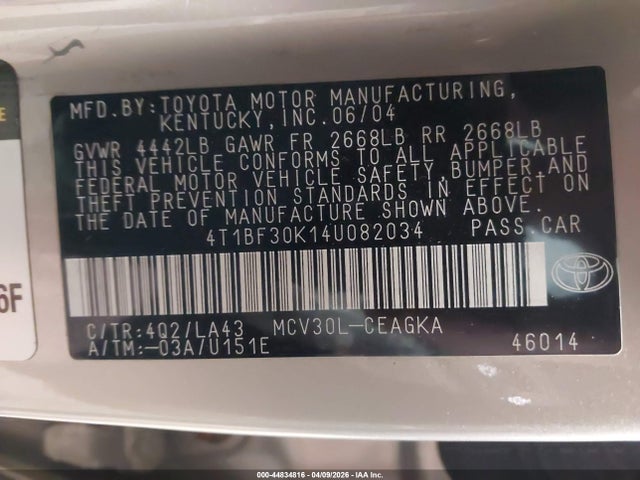 MFD.BY:TOYOTA MOTOR MANUFACTURING,
KENTUCKY,INC.06/04
GVWR 4442LB GAWR FR 2668LB RR 2668LB
THIS VEHICLE CONFORMS TO ALL APPLICABLE
FEDERAL MOTOR VEHICLE SAFETY,BUMPER,AND
THEFT PREVENTION STANDARDS IN EFFECT ON
THE DATE OF MANUFACTURE SHOWN ABOVE.
4T1BF30K14U082034 PASS.CAR
C/TR:4Q2/LA43 MCV30L-CEAGKA
A/TM:-03A/U151E 46014
6F
000-44834816 | 04/09/2026 | IAA Inc.